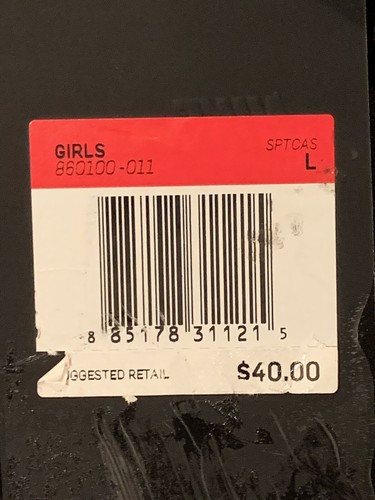 GIRLS SPTCAS
860100-011 L
8 85178 31121 5
GGESTED RETAIL $40.00